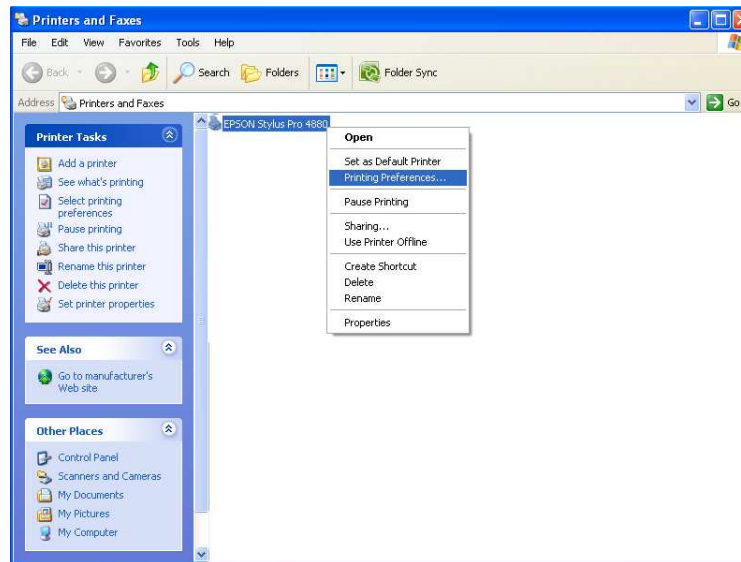 Printers and Faxes
File Edit View Favorites Tools Help
Back Search Folders Folder Sync
Address Printers and Faxes Go
Printer Tasks
Add a printer
See what's printing
Select printing
preferences
Pause printing
Share this printer
Rename this printer
Delete this printer
Set printer properties
See Also
Go to manufacturer's
Web site
Other Places
Control Panel
Scanners and Cameras
My Documents
My Pictures
My Computer
EPSON Stylus Pro 4880
Open
Set as Default Printer
Printing Preferences...
Pause Printing
Sharing...
Use Printer Offline
Create Shortcut
Delete
Rename
Properties